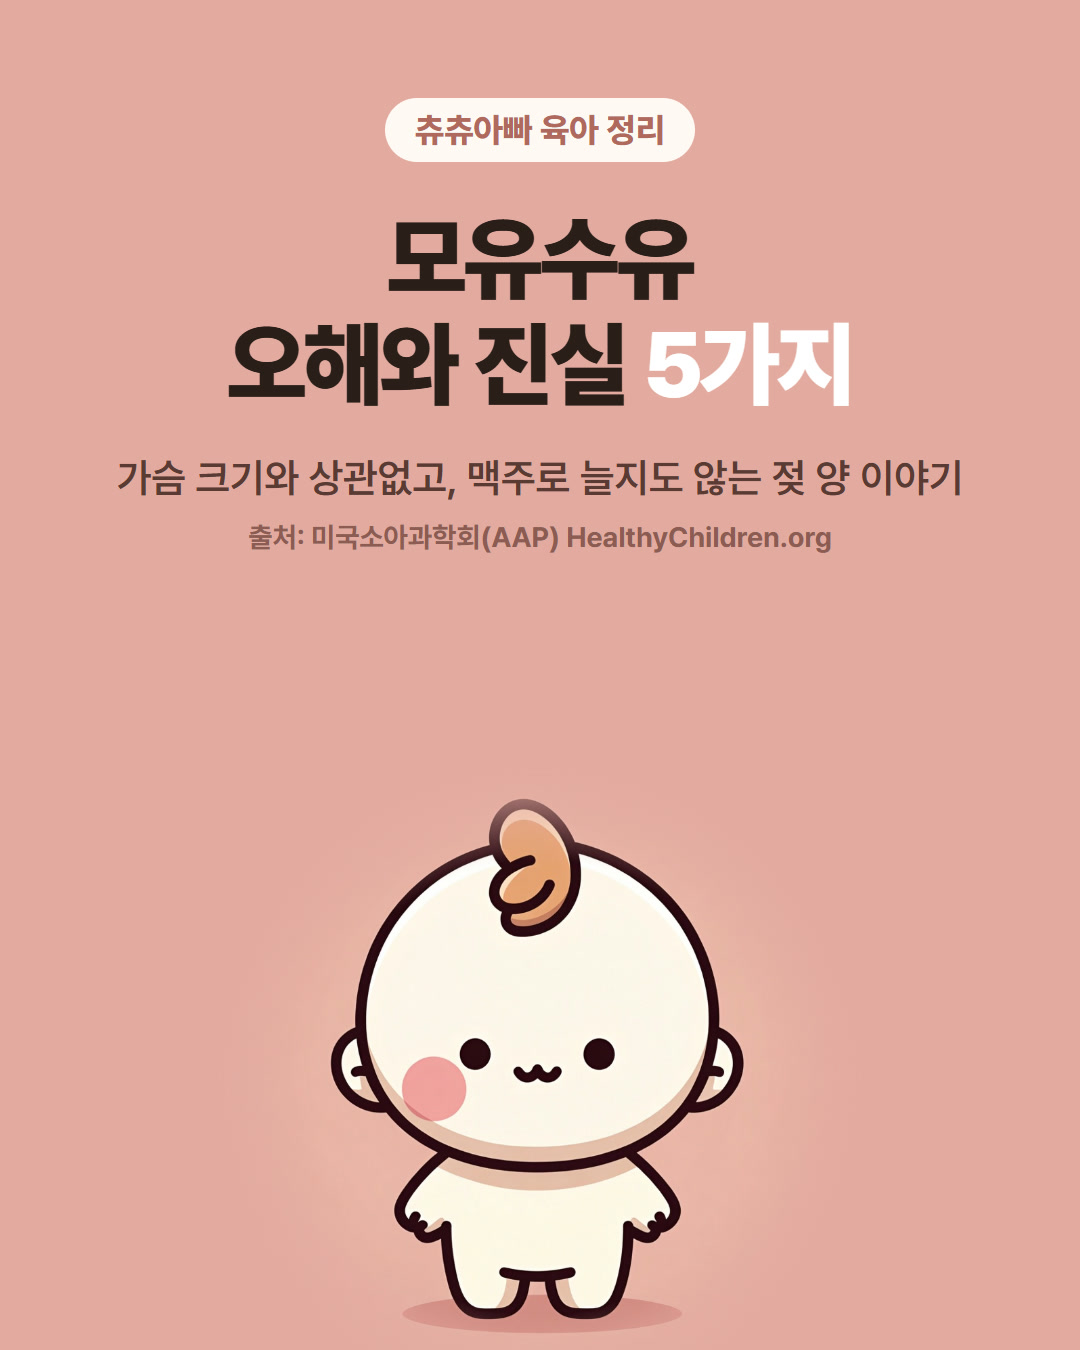 츄츄아빠 육아 정리
모유수유
오해와 진실 5가지
가슴 크기와 상관없고, 맥주로 늘지도 않는 젖 양 이야기
출처: 미국소아과학회(AAP) HealthyChildren.org